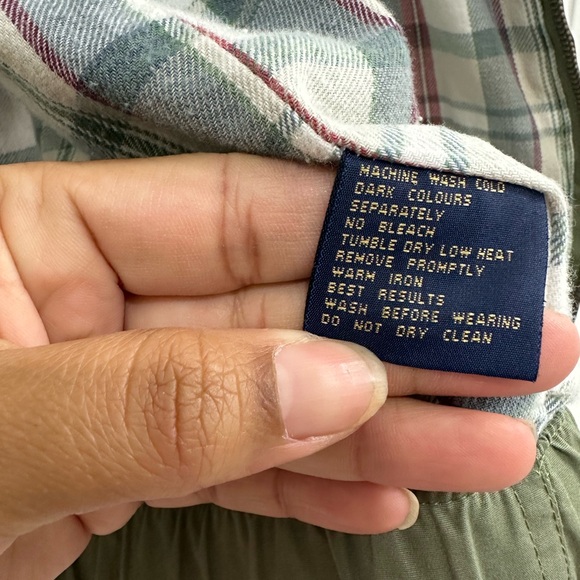 MACHINE WASH COLD
DARK COLOURS
SEPARATELY
NO BLEACH
TUMBLE DRY LOW HEAT
REMOVE PROMPTLY
WARM IRON
BEST RESULTS
WASH BEFORE WEARING
DO NOT DRY CLEAN